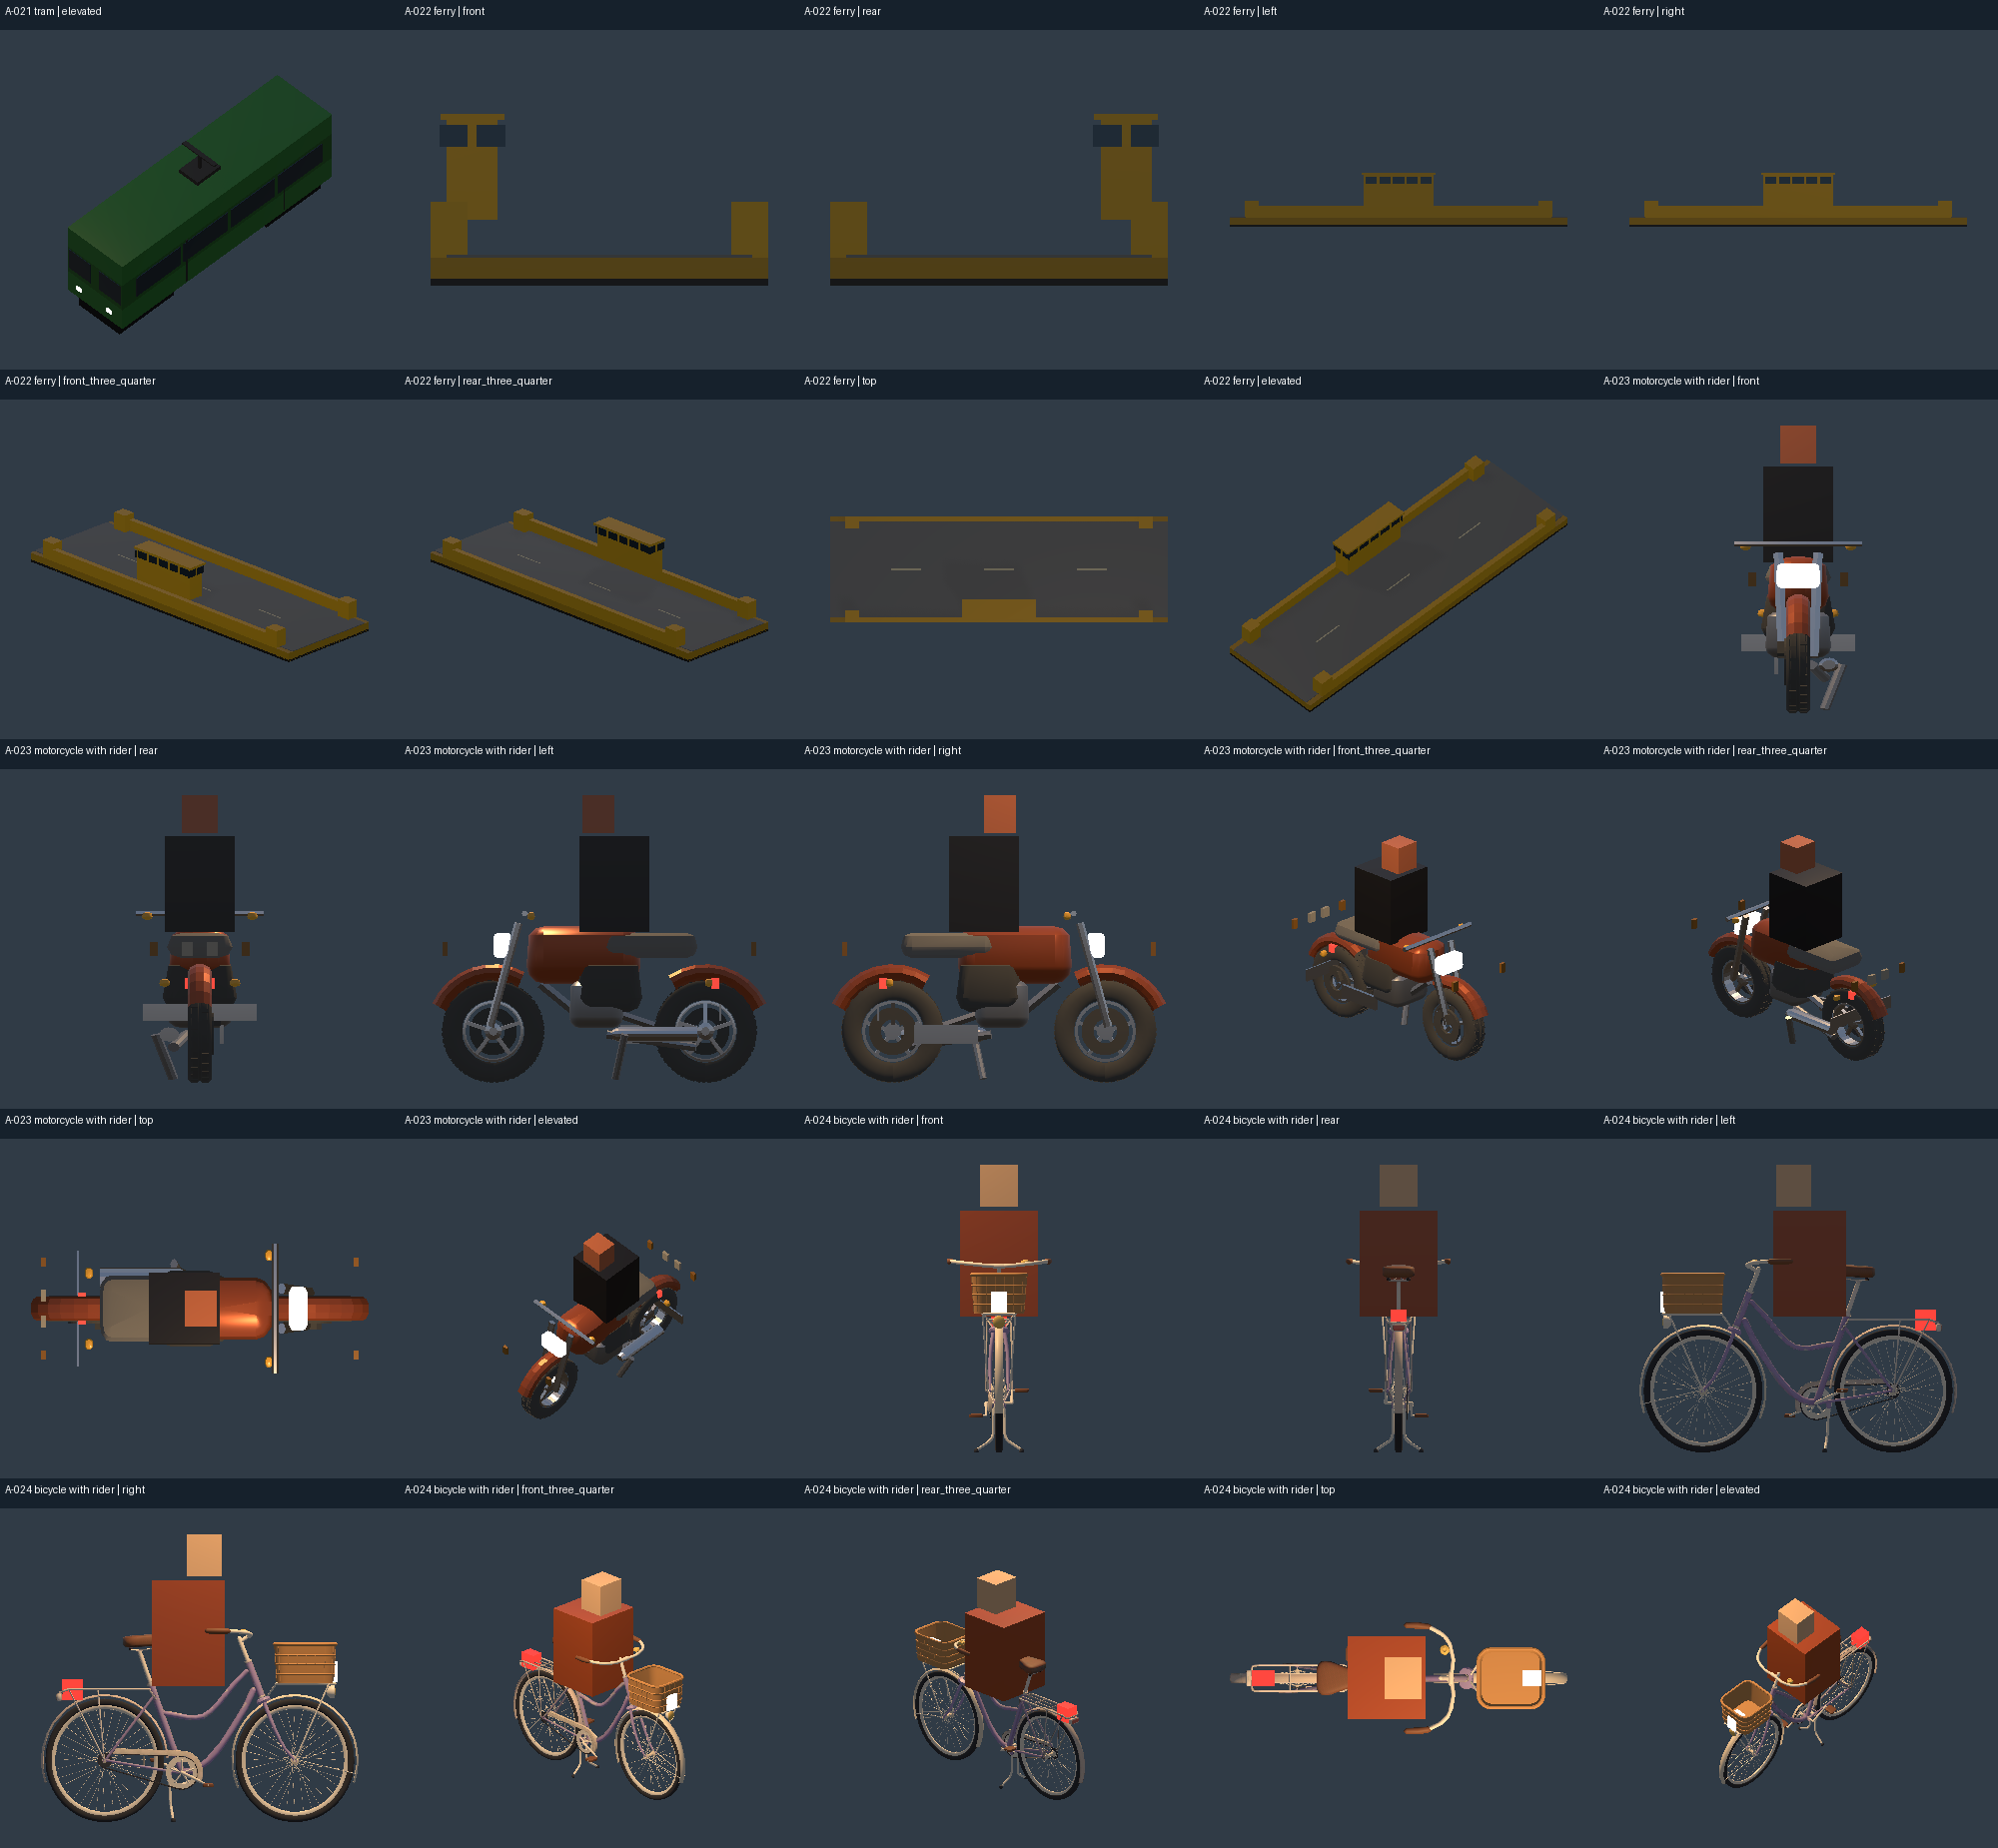 A-021 tram | elevated
A-022 ferry | front
A-022 ferry | rear
A-022 ferry | left
A-022 ferry | right
A-022 ferry | front_three_quarter
A-022 ferry | rear_three_quarter
A-022 ferry | top
A-022 ferry | elevated
A-023 motorcycle with rider | front
A-023 motorcycle with rider | rear
A-023 motorcycle with rider | left
A-023 motorcycle with rider | right
A-023 motorcycle with rider | front_three_quarter
A-023 motorcycle with rider | rear_three_quarter
A-023 motorcycle with rider | top
A-023 motorcycle with rider | elevated
A-024 bicycle with rider | front
A-024 bicycle with rider | rear
A-024 bicycle with rider | left
A-024 bicycle with rider | right
A-024 bicycle with rider | front_three_quarter
A-024 bicycle with rider | rear_three_quarter
A-024 bicycle with rider | top
A-024 bicycle with rider | elevated